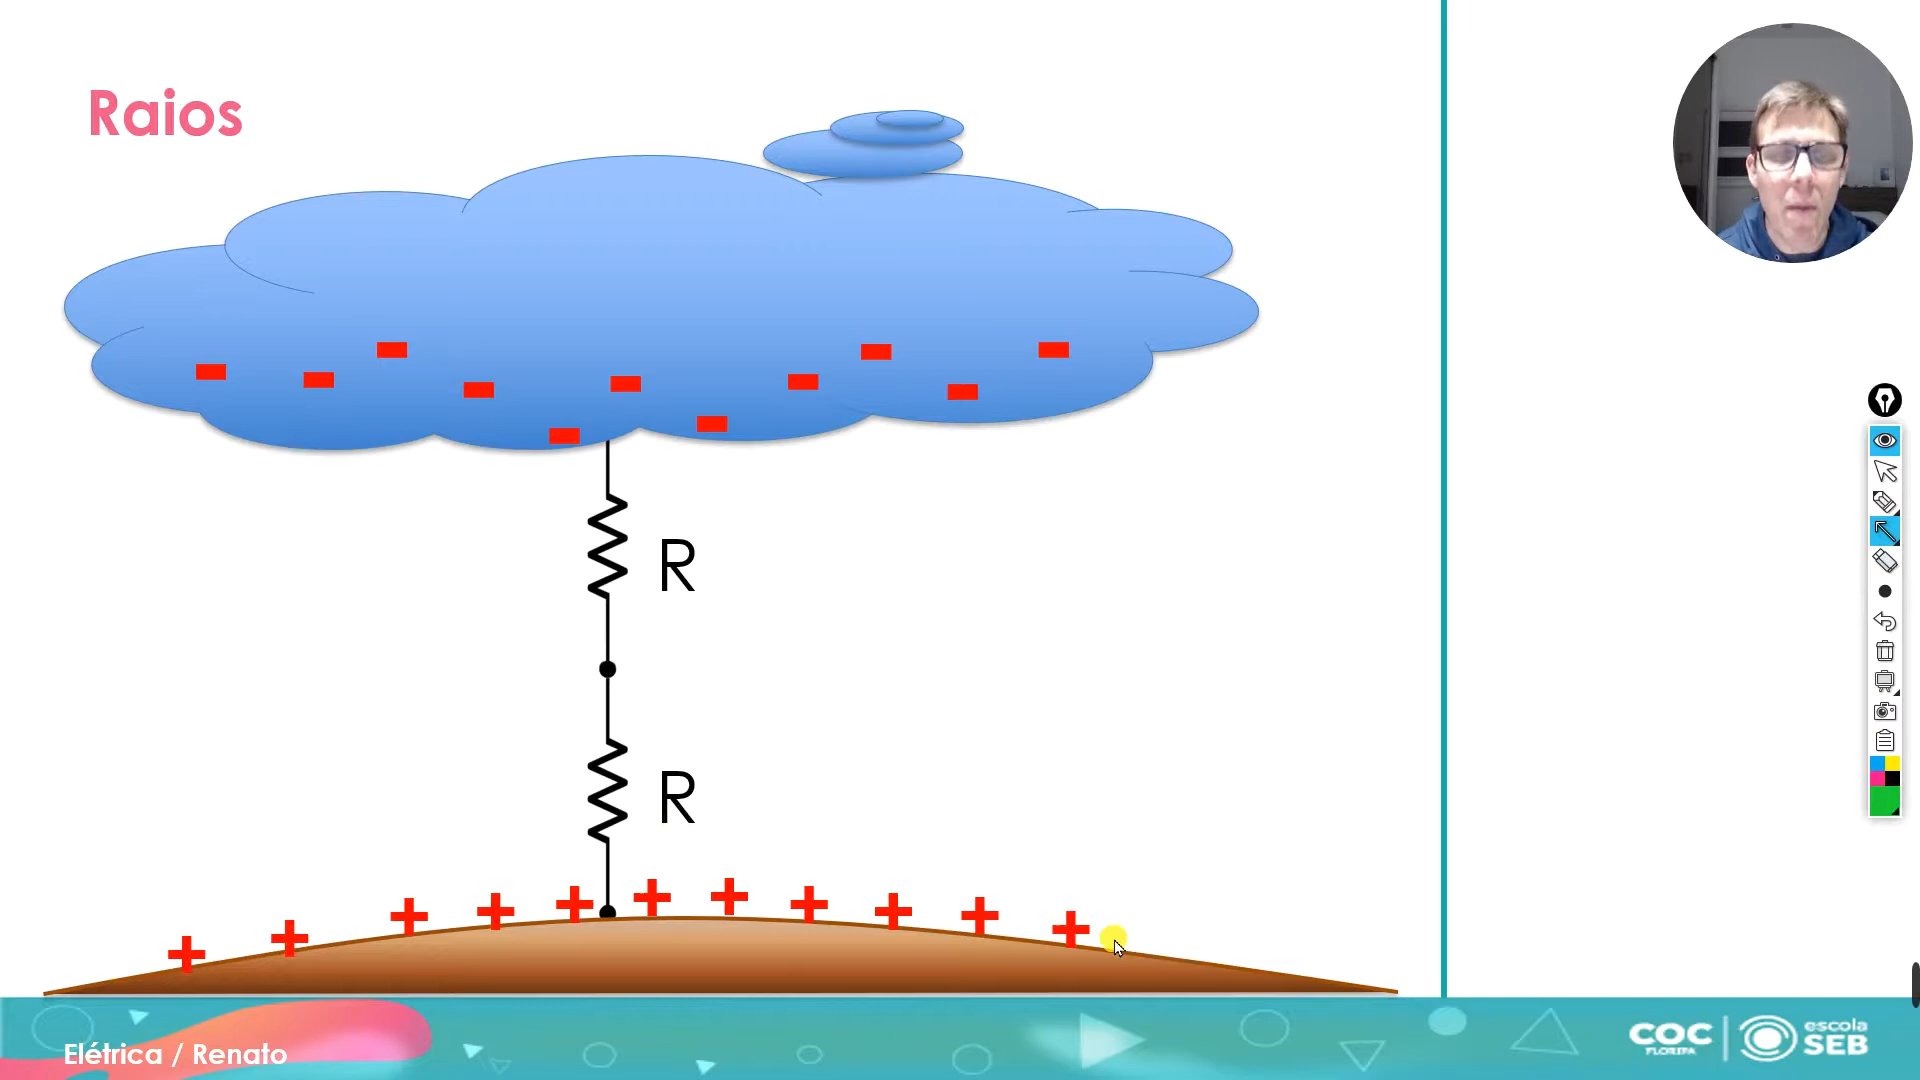 Raios
R
R
Elétrica / Renato
COC
FLORIPA
escola
SEB